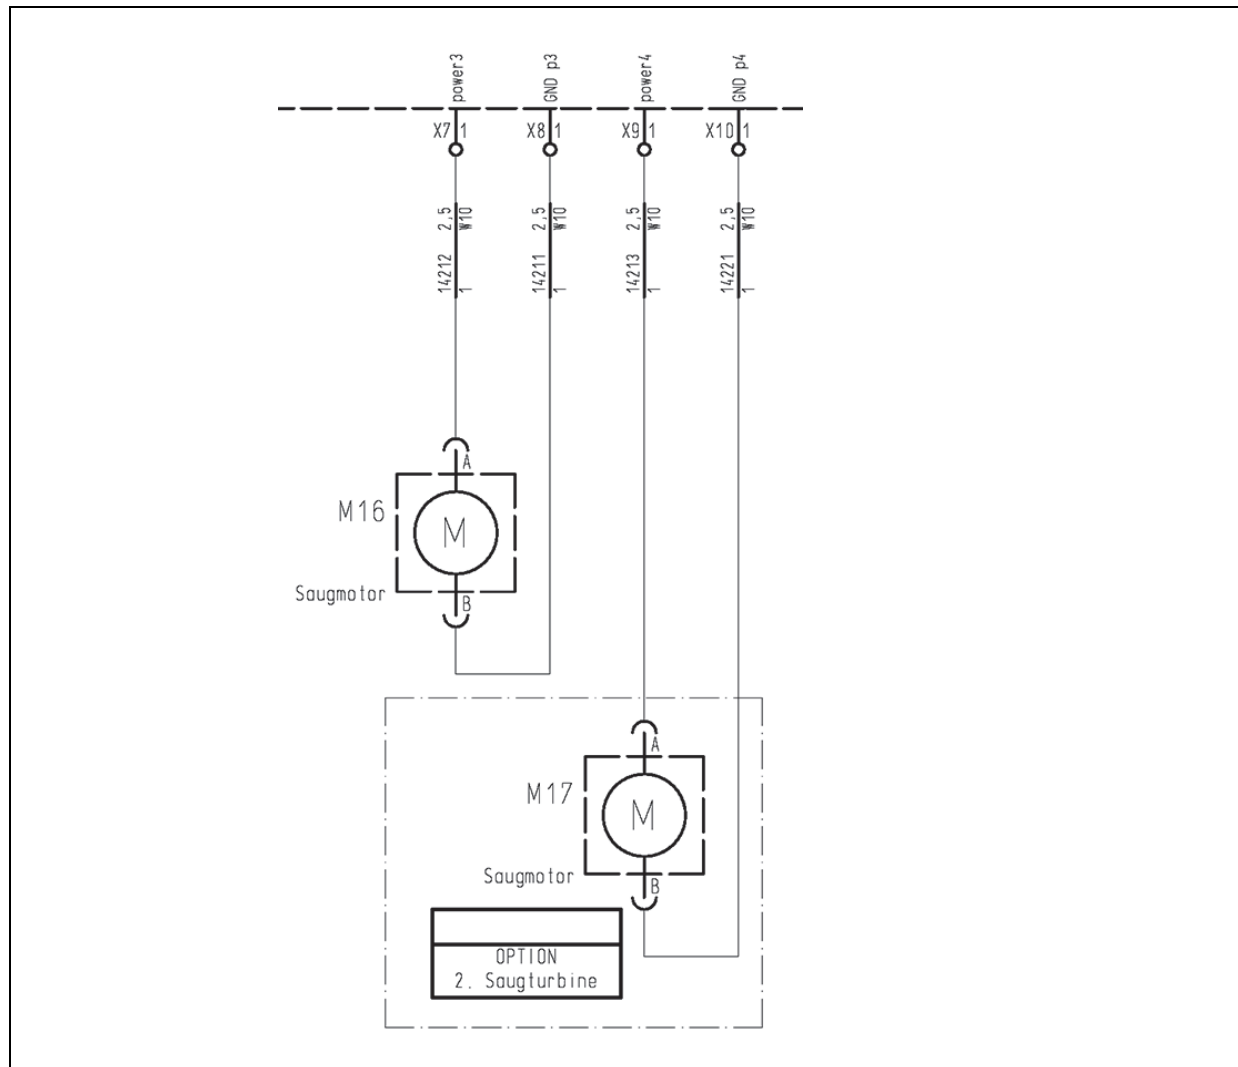 power3
GND p3
power4
GND p4
X7 1
X8 1
X9 1
X10 1
14212 2,5
1 W10
14211 2,5
1 W10
14213 2,5
1 W10
14221 2,5
1 W10
A
M16
M
Saugmotor
B
A
M17
M
Saugmotor
B
OPTION
2. Saugturbine